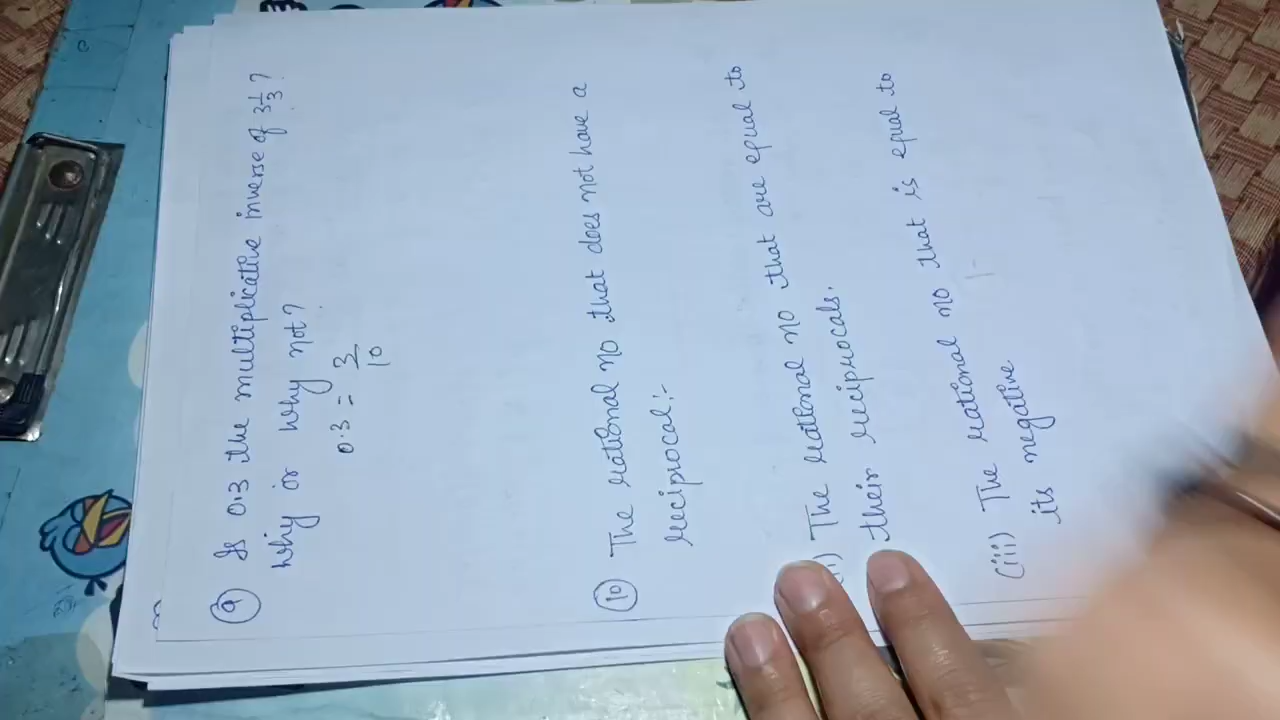 ⑨ Is 0.3 the multiplicative inverse of 3 1/3?
Why or Why not?
0.3 = 3/10
⑩ The rational no that does not have a
reciprocal:-
The rational no that are equal to
their reciprocals.
(iii) The rational no that is equal to
its negative